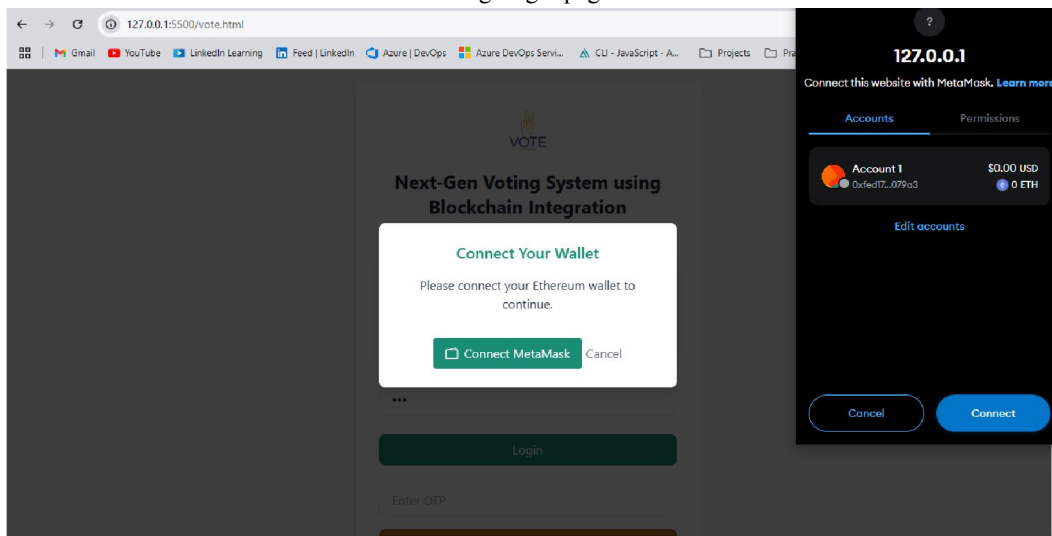 127.0.0.1:5500/vote.html
Gmail YouTube LinkedIn Learning Feed | LinkedIn Azure | DevOps Azure DevOps Servi... CLI - JavaScript - A... Projects
?
127.0.0.1
Connect this website with MetaMask. Learn more
Accounts Permissions
Account 1 $0.00 USD
0xfed17...079a3 0 ETH
Edit accounts
Cancel Connect
VOTE
Next-Gen Voting System using
Blockchain Integration
Connect Your Wallet
Please connect your Ethereum wallet to
continue.
Connect MetaMask Cancel
•••
Login
Enter OTP